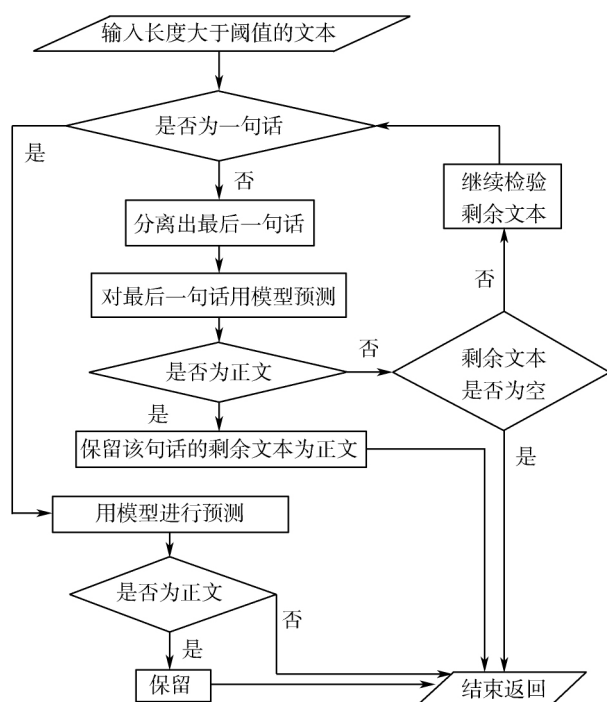 输入长度大于阈值的文本
是否为一句话
是
否
继续检验
剩余文本
分离出最后一句话
对最后一句话用模型预测
否
否
是否为正文
剩余文本
是否为空
是
保留该句话的剩余文本为正文
是
用模型进行预测
是否为正文
否
是
保留
结束返回